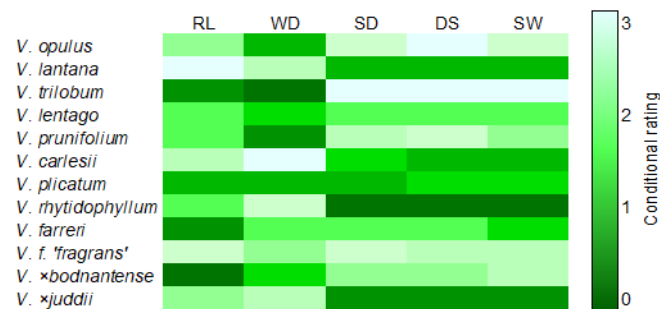 RL WD SD DS SW
V. opulus
V. lantana
V. trilobum
V. lentago
V. prunifolium
V. carlesii
V. plicatum
V. rhytidophyllum
V. farreri
V. f. 'fragrans'
V. ×bodnantense
V. ×juddii
3
2
1
0
Conditional rating